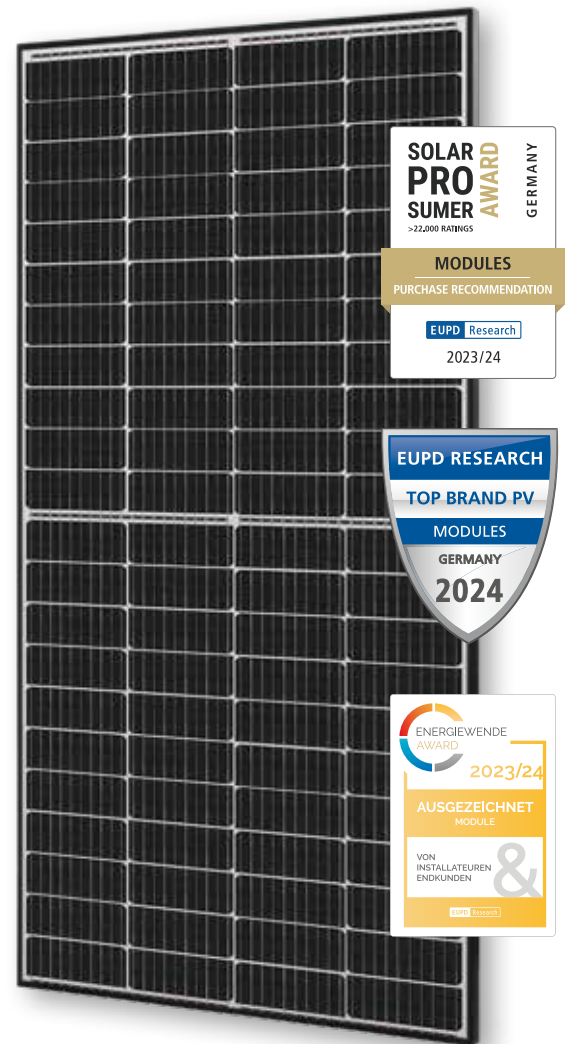 SOLAR
PRO
SUMER
>22.000 RATINGS
AWARD
GERMANY
MODULES
PURCHASE RECOMMENDATION
EUPD Research
2023/24
EUPD RESEARCH
TOP BRAND PV
MODULES
GERMANY
2024
ENERGIEWENDE
AWARD
2023/24
AUSGEZEICHNET
MODULE
VON
INSTALLATEUREN
ENDKUNDEN
&
EUPD Research